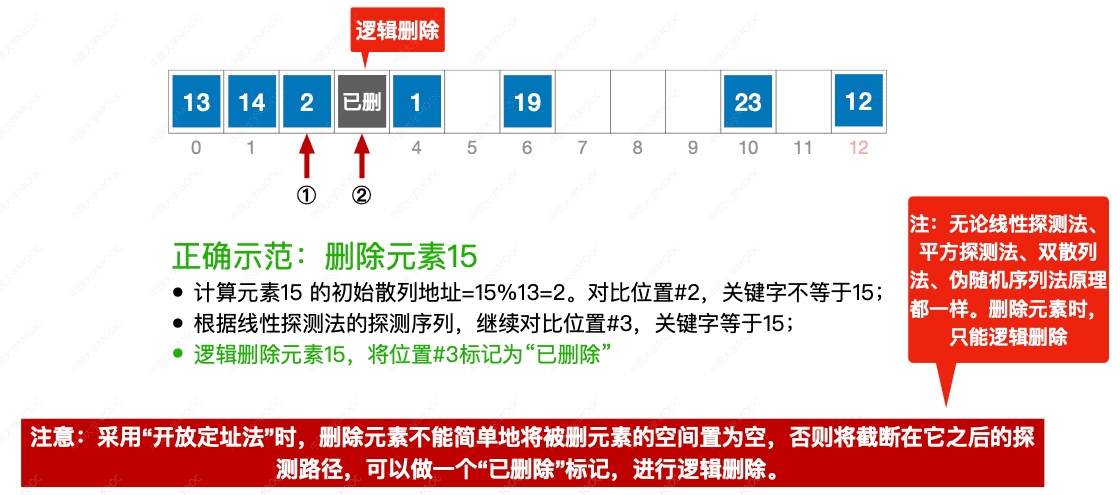 逻辑删除
13 14 2 已删 1 19 23 12
0 1 4 5 6 7 8 9 10 11 12
① ②
正确示范：删除元素15
• 计算元素15 的初始散列地址=15%13=2。对比位置#2，关键字不等于15；
• 根据线性探测法的探测序列，继续对比位置#3，关键字等于15；
• 逻辑删除元素15，将位置#3标记为“已删除”
注：无论线性探测法、
平方探测法、双散列
法、伪随机序列法原理
都一样。删除元素时，
只能逻辑删除
注意：采用“开放定址法”时，删除元素不能简单地将被删元素的空间置为空，否则将截断在它之后的探
测路径，可以做一个“已删除”标记，进行逻辑删除。